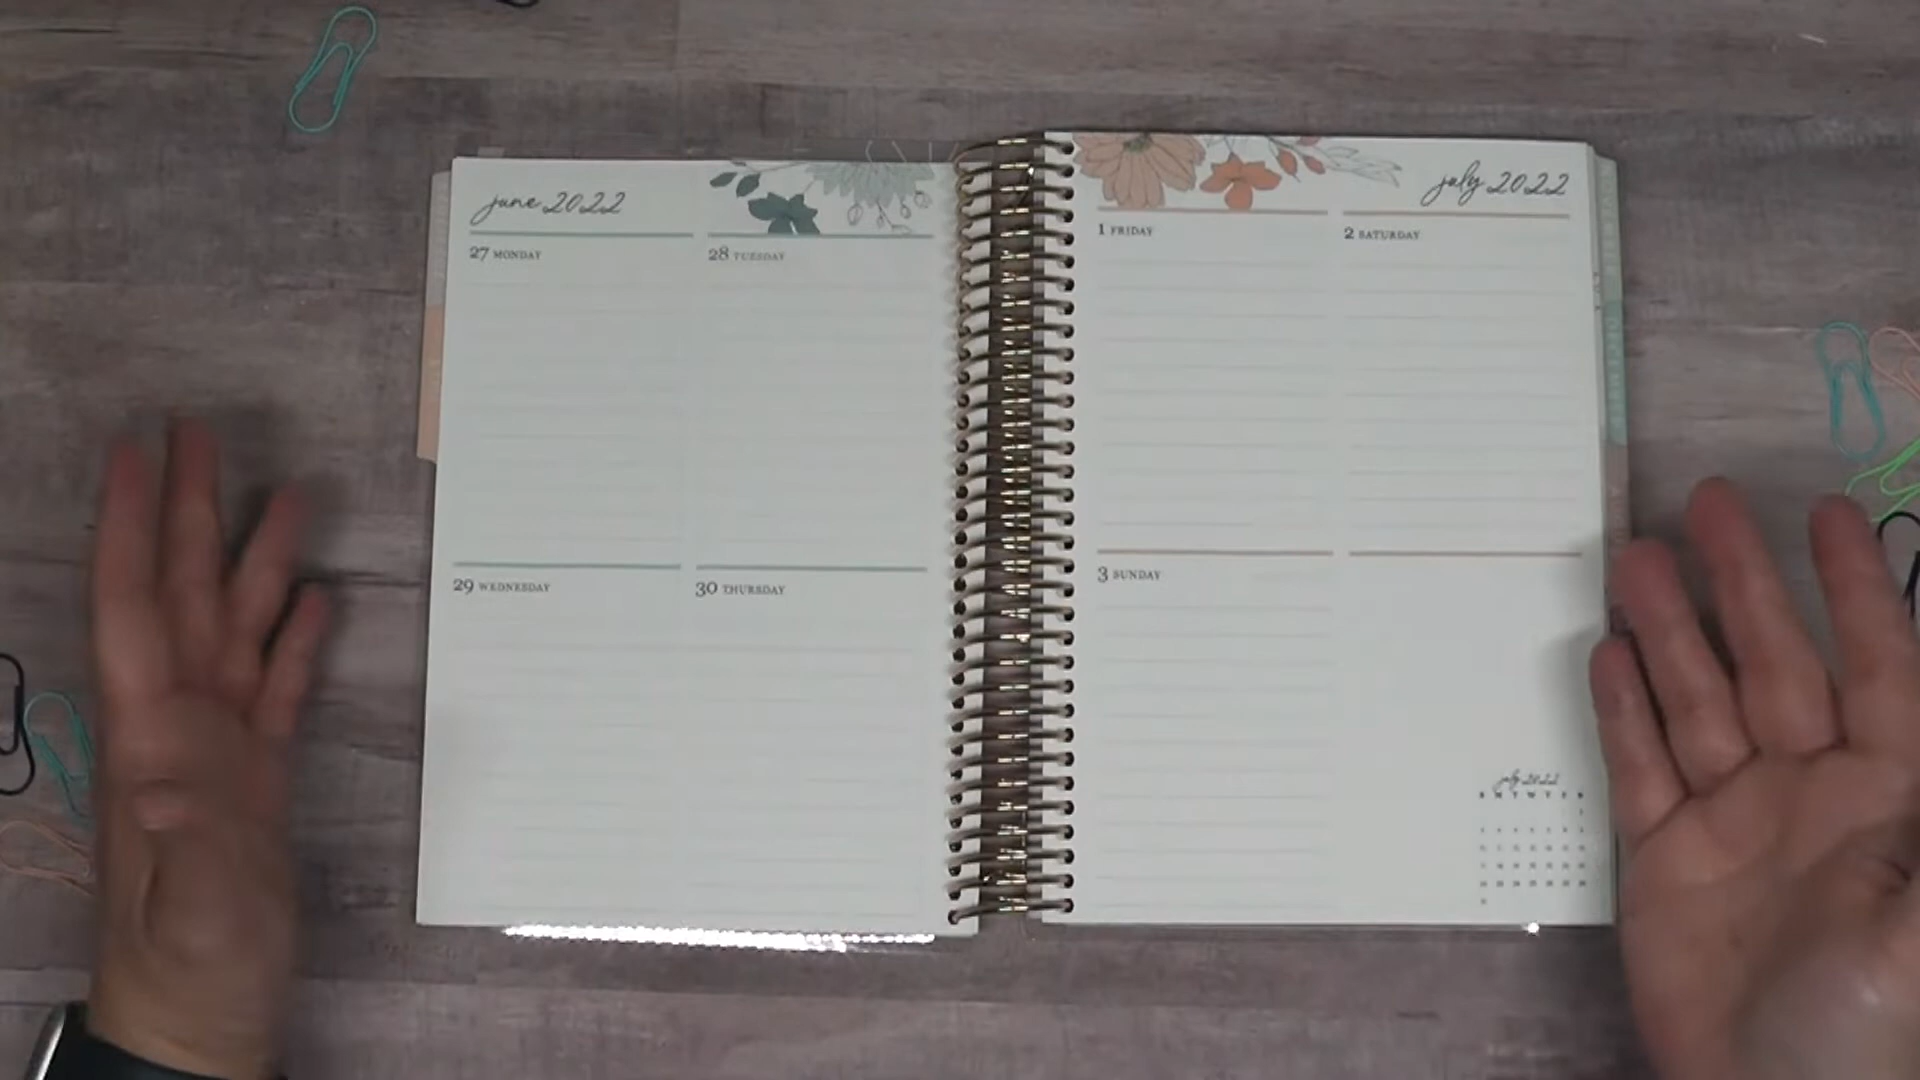 june 2022
27 MONDAY
28 TUESDAY
29 WEDNESDAY
30 THURSDAY
july 2022
1 FRIDAY
2 SATURDAY
3 SUNDAY
july 2022
S M T W T F S